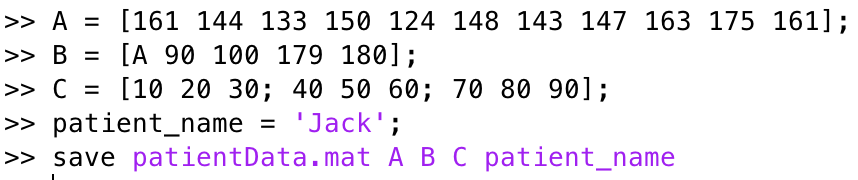 >> A = [161 144 133 150 124 148 143 147 163 175 161];
>> B = [A 90 100 179 180];
>> C = [10 20 30; 40 50 60; 70 80 90];
>> patient_name = 'Jack';
>> save patientData.mat A B C patient_name